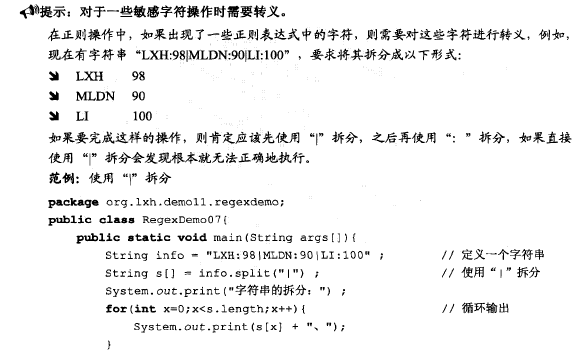 提示：对于一些敏感字符操作时需要转义。
在正则操作中，如果出现了一些正则表达式中的字符，则需要对这些字符进行转义，例如，
现在有字符串“LXH:98|MLDN:90|LI:100”，要求将其拆分成以下形式：
LXH 98
MLDN 90
LI 100
如果要完成这样的操作，则肯定应该先使用“|”拆分，之后再使用“：”拆分，如果直接
使用“|”拆分会发现根本就无法正确地执行。
范例：使用“|”拆分
package org.lxh.demo11.regexdemo;
public class RegexDemo07{
public static void main(String args[]){
String info = "LXH:98|MLDN:90|LI:100" ; // 定义一个字符串
String s[] = info.split("|") ; // 使用“|”拆分
System.out.print("字符串的拆分：") ;
for(int x=0;x<s.length;x++){ // 循环输出
System.out.print(s[x] + "、");
}